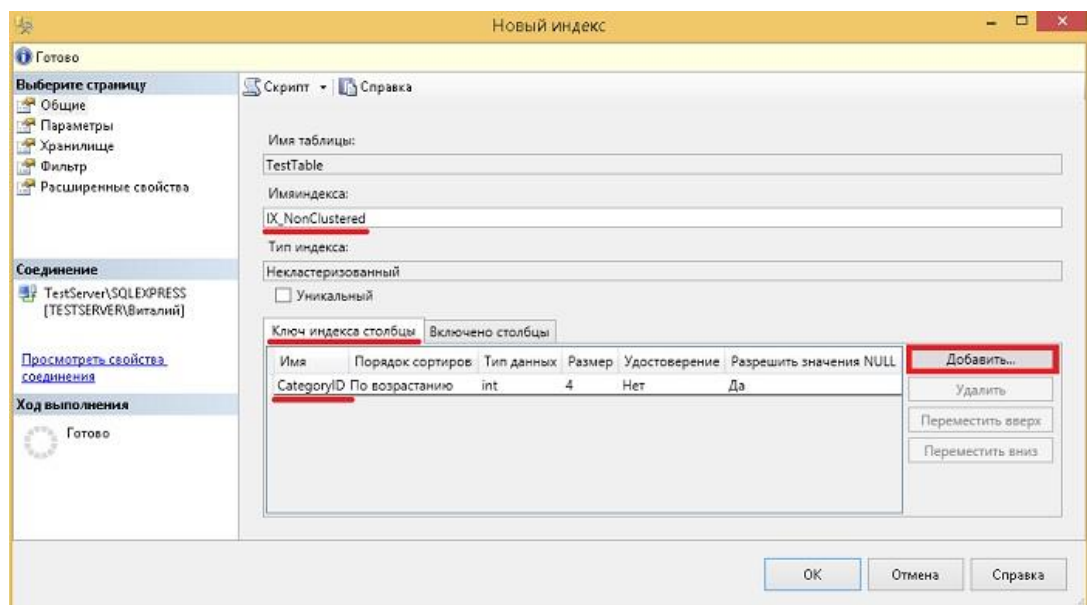 Новый индекс
Готово
Выберите страницу
Общие
Параметры
Хранилище
Фильтр
Расширенные свойства
Соединение
TestServer\SQLEXPRESS
[TESTSERVER\Виталий]
Просмотреть свойства
соединения
Ход выполнения
Готово
Скрипт Справка
Имя таблицы:
TestTable
Имяиндекса:
IX_NonClustered
Тип индекса:
Некластеризованный
Уникальный
Ключ индекса столбцы Включено столбцы
Имя Порядок сортиров Тип данных Размер Удостоверение Разрешить значения NULL
CategoryID По возрастанию int 4 Нет Да
Добавить...
Удалить
Переместить вверх
Переместить вниз
OK Отмена Справка